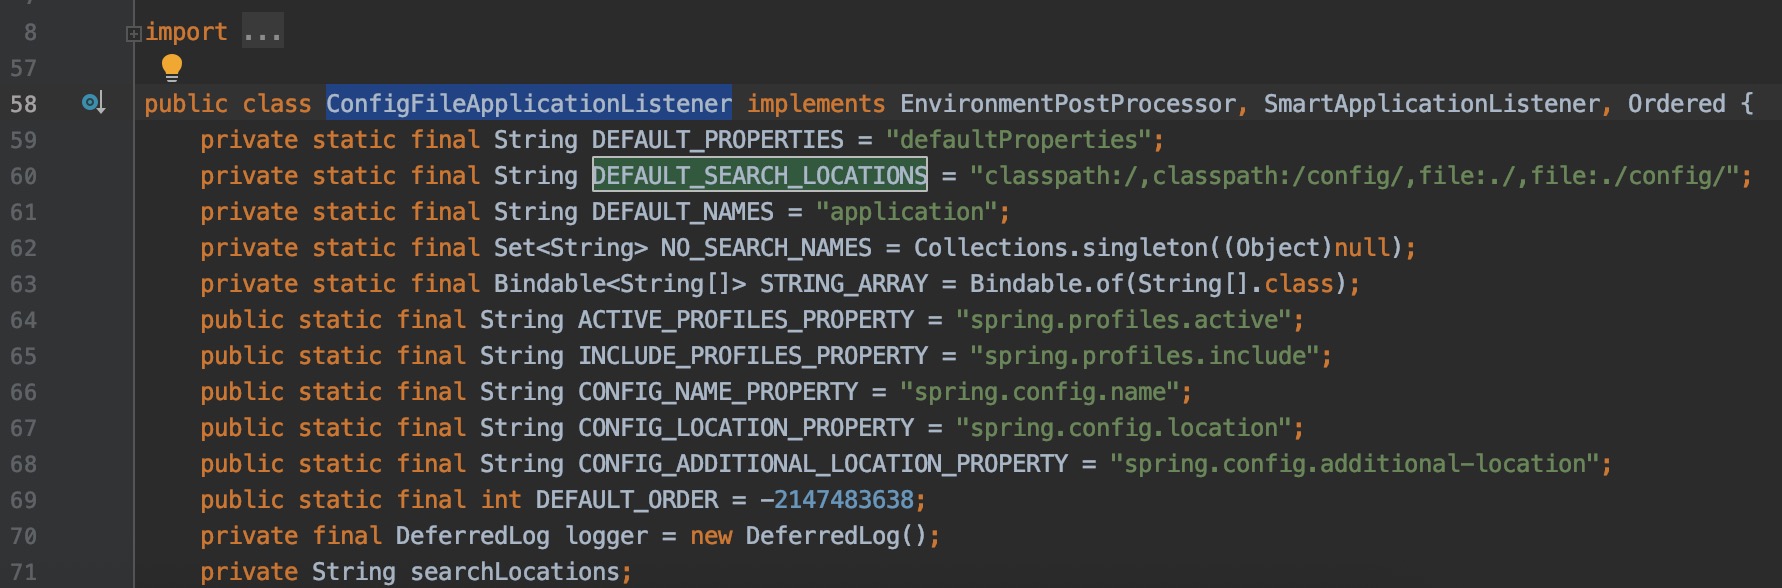 8 import ...
57
58 public class ConfigFileApplicationListener implements EnvironmentPostProcessor, SmartApplicationListener, Ordered {
59 private static final String DEFAULT_PROPERTIES = "defaultProperties";
60 private static final String DEFAULT_SEARCH_LOCATIONS = "classpath:/,classpath:/config/,file:./,file:./config/";
61 private static final String DEFAULT_NAMES = "application";
62 private static final Set<String> NO_SEARCH_NAMES = Collections.singleton((Object)null);
63 private static final Bindable<String[]> STRING_ARRAY = Bindable.of(String[].class);
64 public static final String ACTIVE_PROFILES_PROPERTY = "spring.profiles.active";
65 public static final String INCLUDE_PROFILES_PROPERTY = "spring.profiles.include";
66 public static final String CONFIG_NAME_PROPERTY = "spring.config.name";
67 public static final String CONFIG_LOCATION_PROPERTY = "spring.config.location";
68 public static final String CONFIG_ADDITIONAL_LOCATION_PROPERTY = "spring.config.additional-location";
69 public static final int DEFAULT_ORDER = -2147483638;
70 private final DeferredLog logger = new DeferredLog();
71 private String searchLocations;